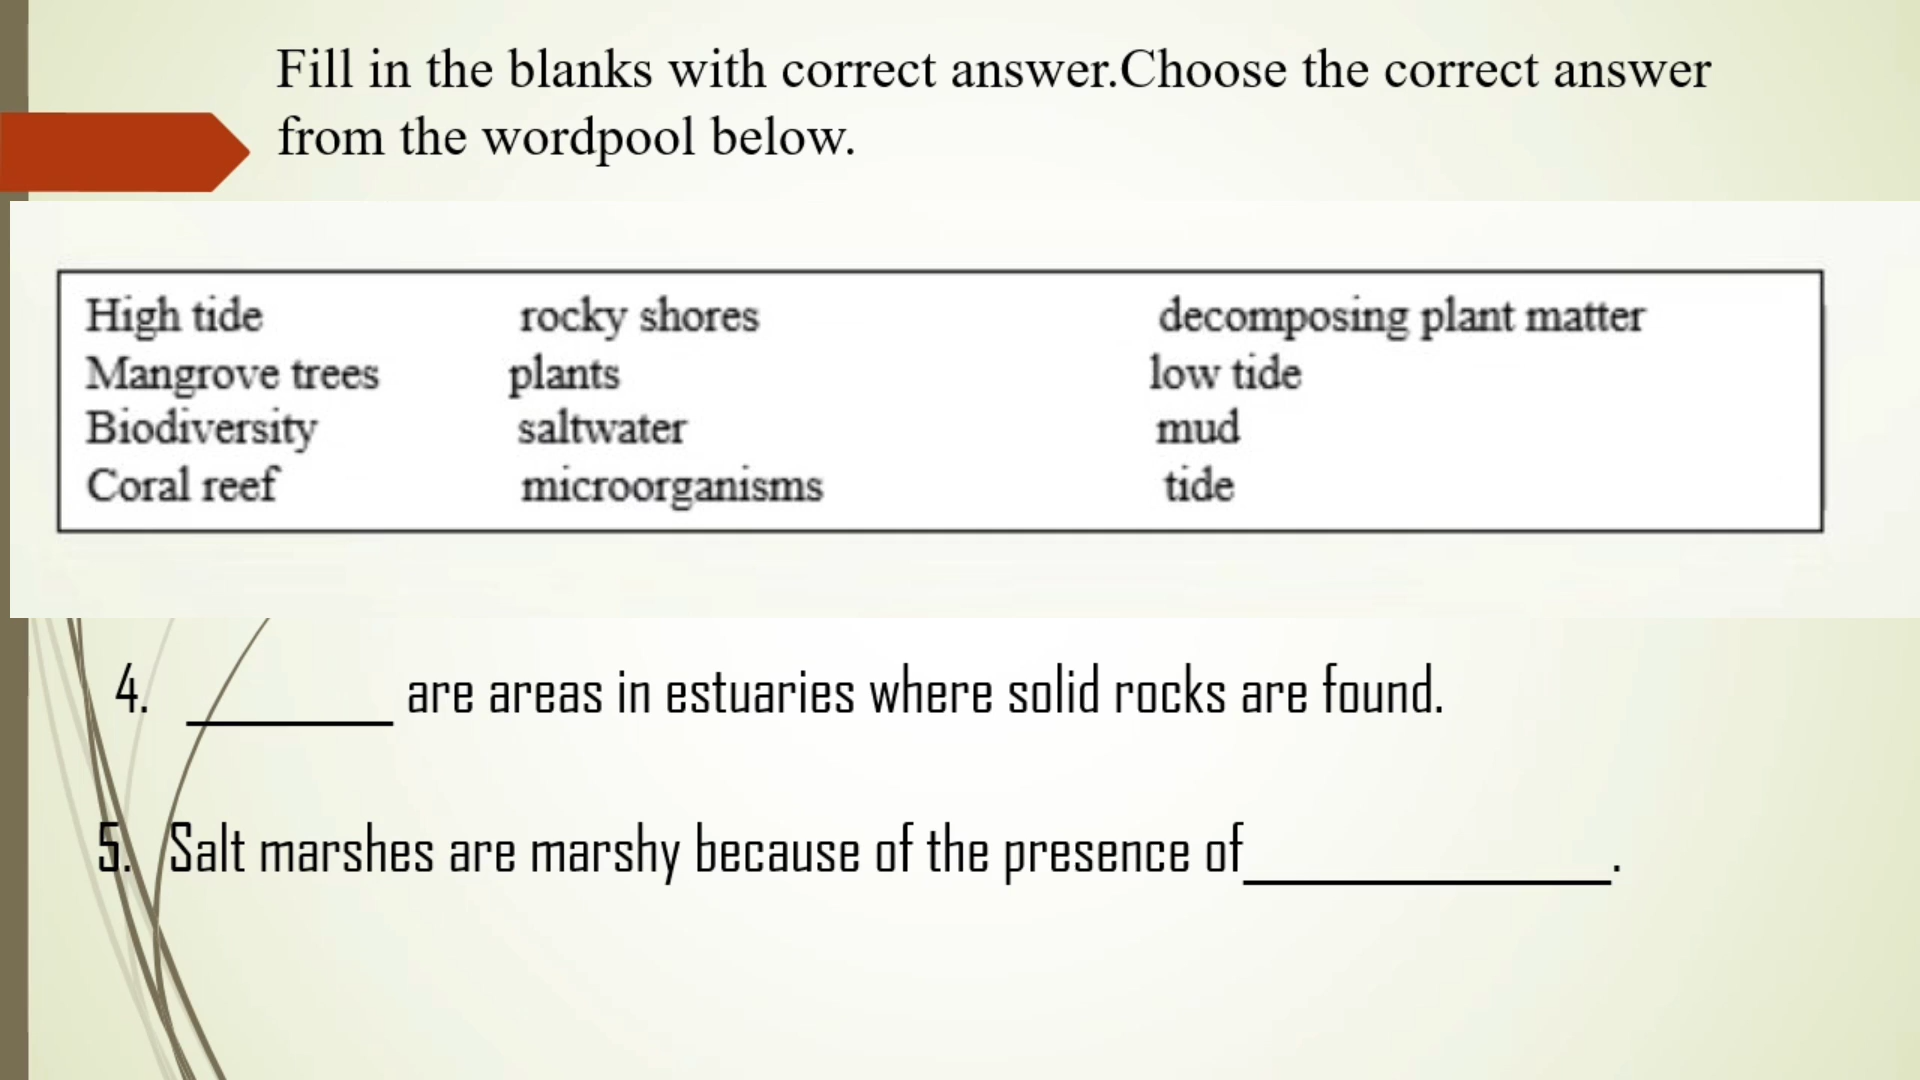 Fill in the blanks with correct answer.Choose the correct answer
from the wordpool below.
High tide rocky shores decomposing plant matter
Mangrove trees plants low tide
Biodiversity saltwater mud
Coral reef microorganisms tide
4. ________ are areas in estuaries where solid rocks are found.
5. Salt marshes are marshy because of the presence of______________.